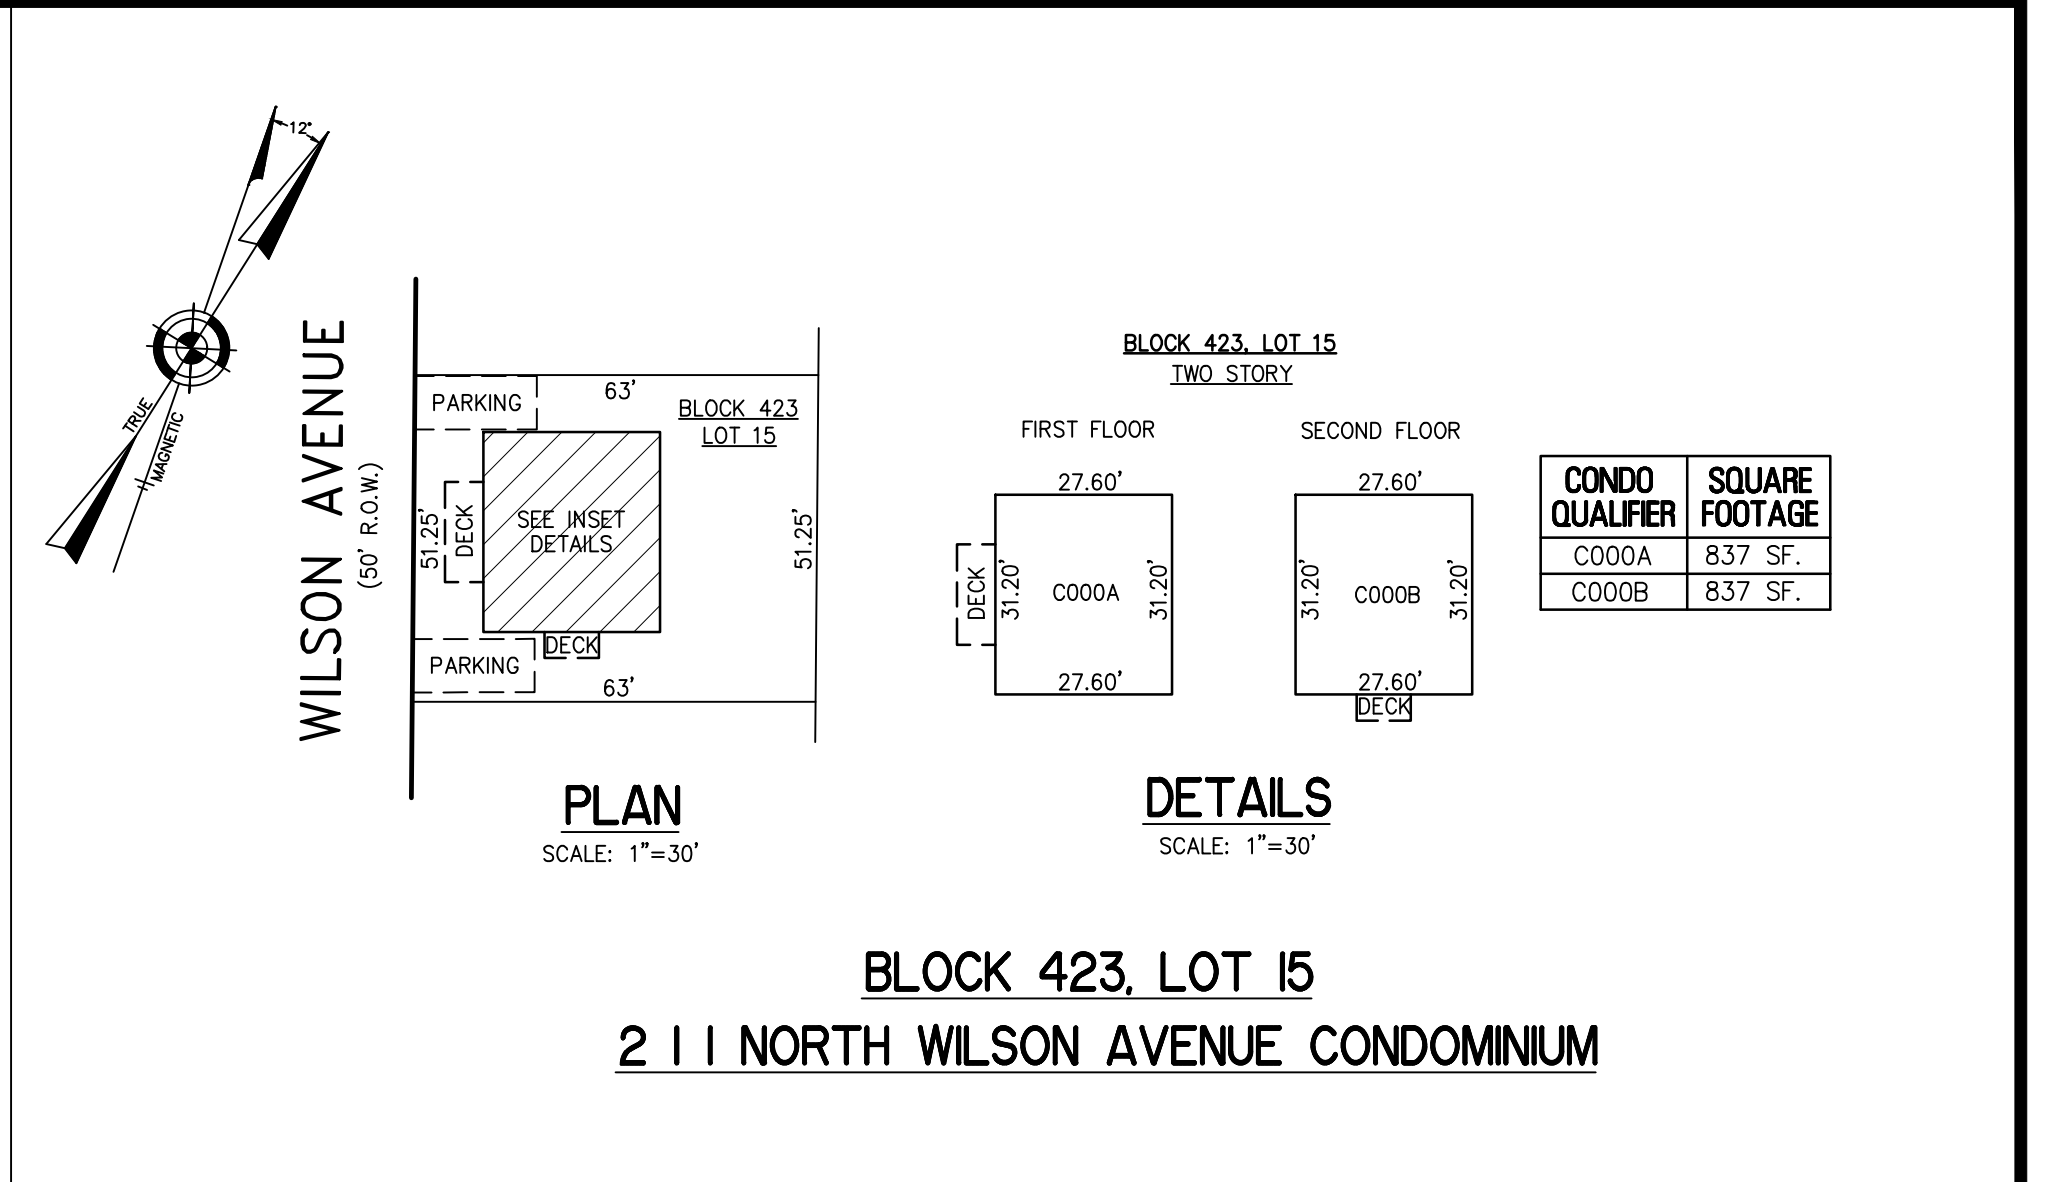 12°
TRUE
MAGNETIC
WILSON AVENUE
(50' R.O.W.)
PARKING
63'
BLOCK 423
LOT 15
51.25'
DECK
SEE INSET
DETAILS
51.25'
DECK
PARKING
63'
PLAN
SCALE: 1"=30'
BLOCK 423, LOT 15
TWO STORY
FIRST FLOOR
27.60'
DECK
31.20'
C000A
31.20'
27.60'
SECOND FLOOR
27.60'
31.20'
C000B
31.20'
27.60'
DECK
DETAILS
SCALE: 1"=30'
CONDO QUALIFIER
SQUARE FOOTAGE
C000A 837 SF.
C000B 837 SF.
BLOCK 423, LOT 15
211 NORTH WILSON AVENUE CONDOMINIUM